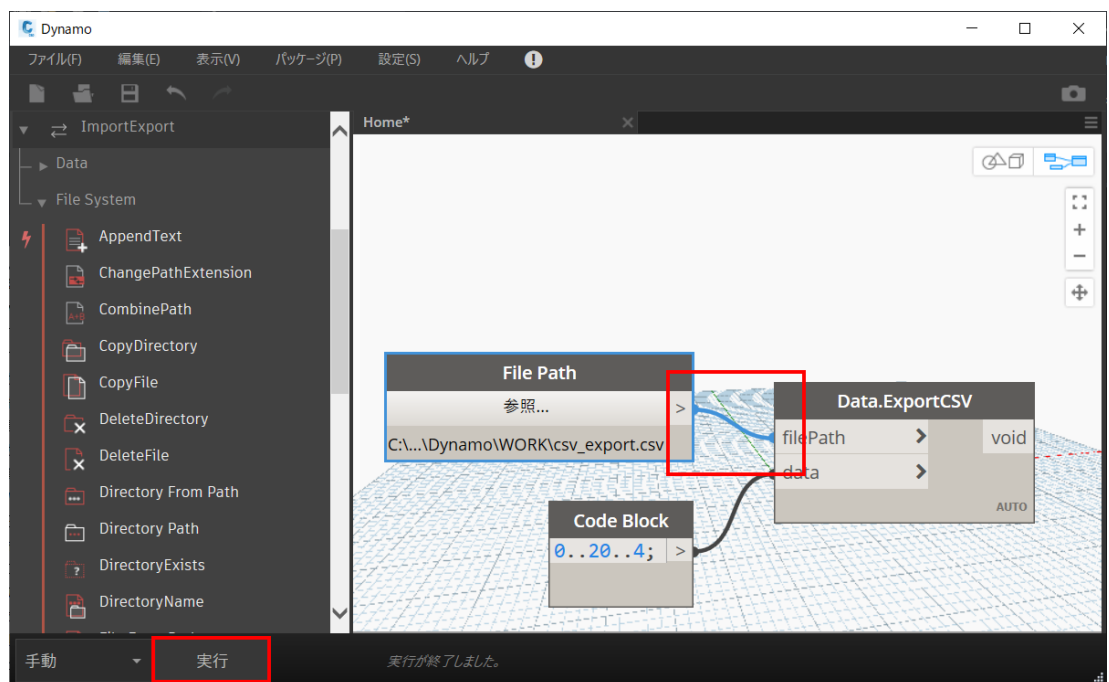 Dynamo
ファイル(F) 編集(E) 表示(V) パッケージ(P) 設定(S) ヘルプ
ImportExport
Home*
Data
File System
AppendText
ChangePathExtension
CombinePath
CopyDirectory
CopyFile
DeleteDirectory
DeleteFile
Directory From Path
Directory Path
DirectoryExists
DirectoryName
File Path
参照...
>
C:\...\Dynamo\WORK\csv_export.csv
Data.ExportCSV
filePath > void
data >
AUTO
Code Block
0..20..4; >
手動 実行 実行が終了しました。